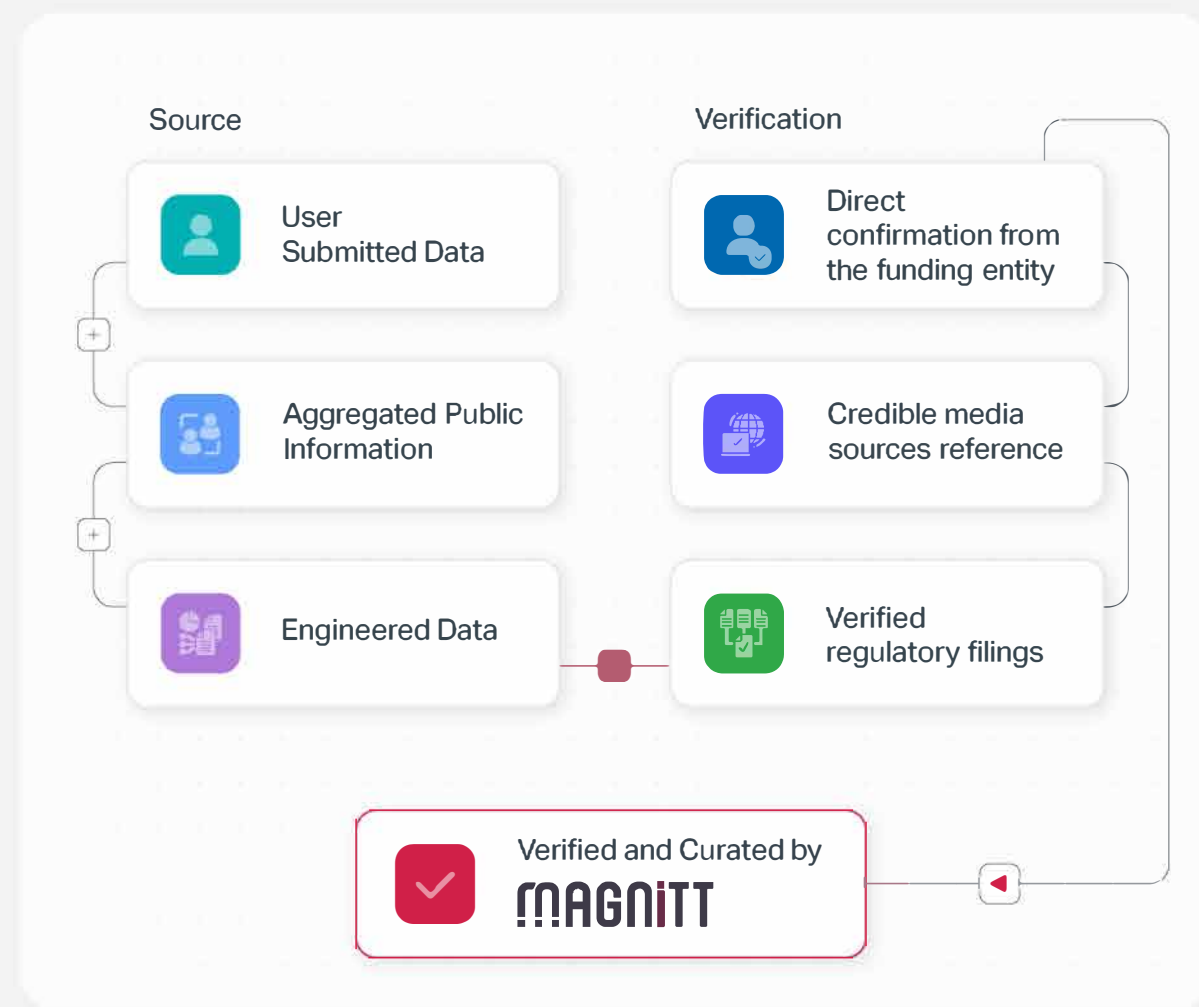 Source
User
Submitted Data
Aggregated Public
Information
Engineered Data
Verification
Direct
confirmation from
the funding entity
Credible media
sources reference
Verified
regulatory filings
Verified and Curated by
MAGNiTT